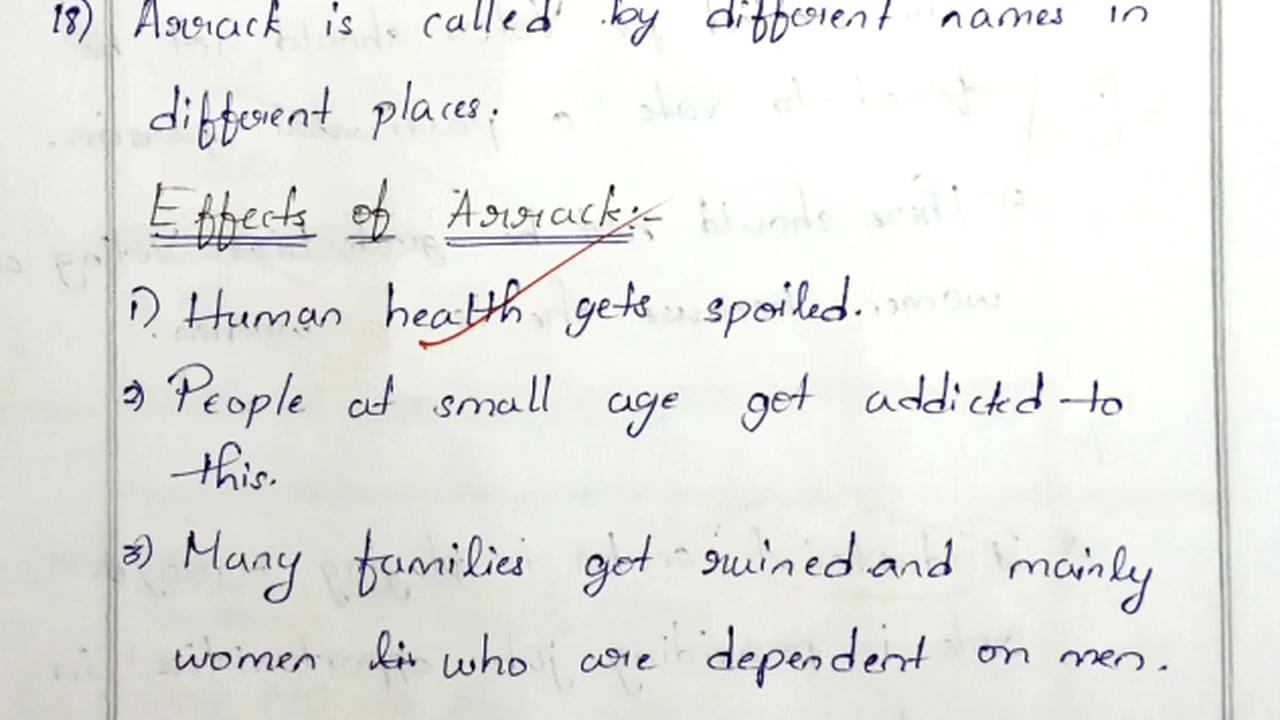 18) Arrack is called by different names in
different places.
Effects of Arrack:-
1) Human health gets spoiled.
2) People at small age got addicted to
this.
3) Many families got ruined and mainly
women who are dependent on men.